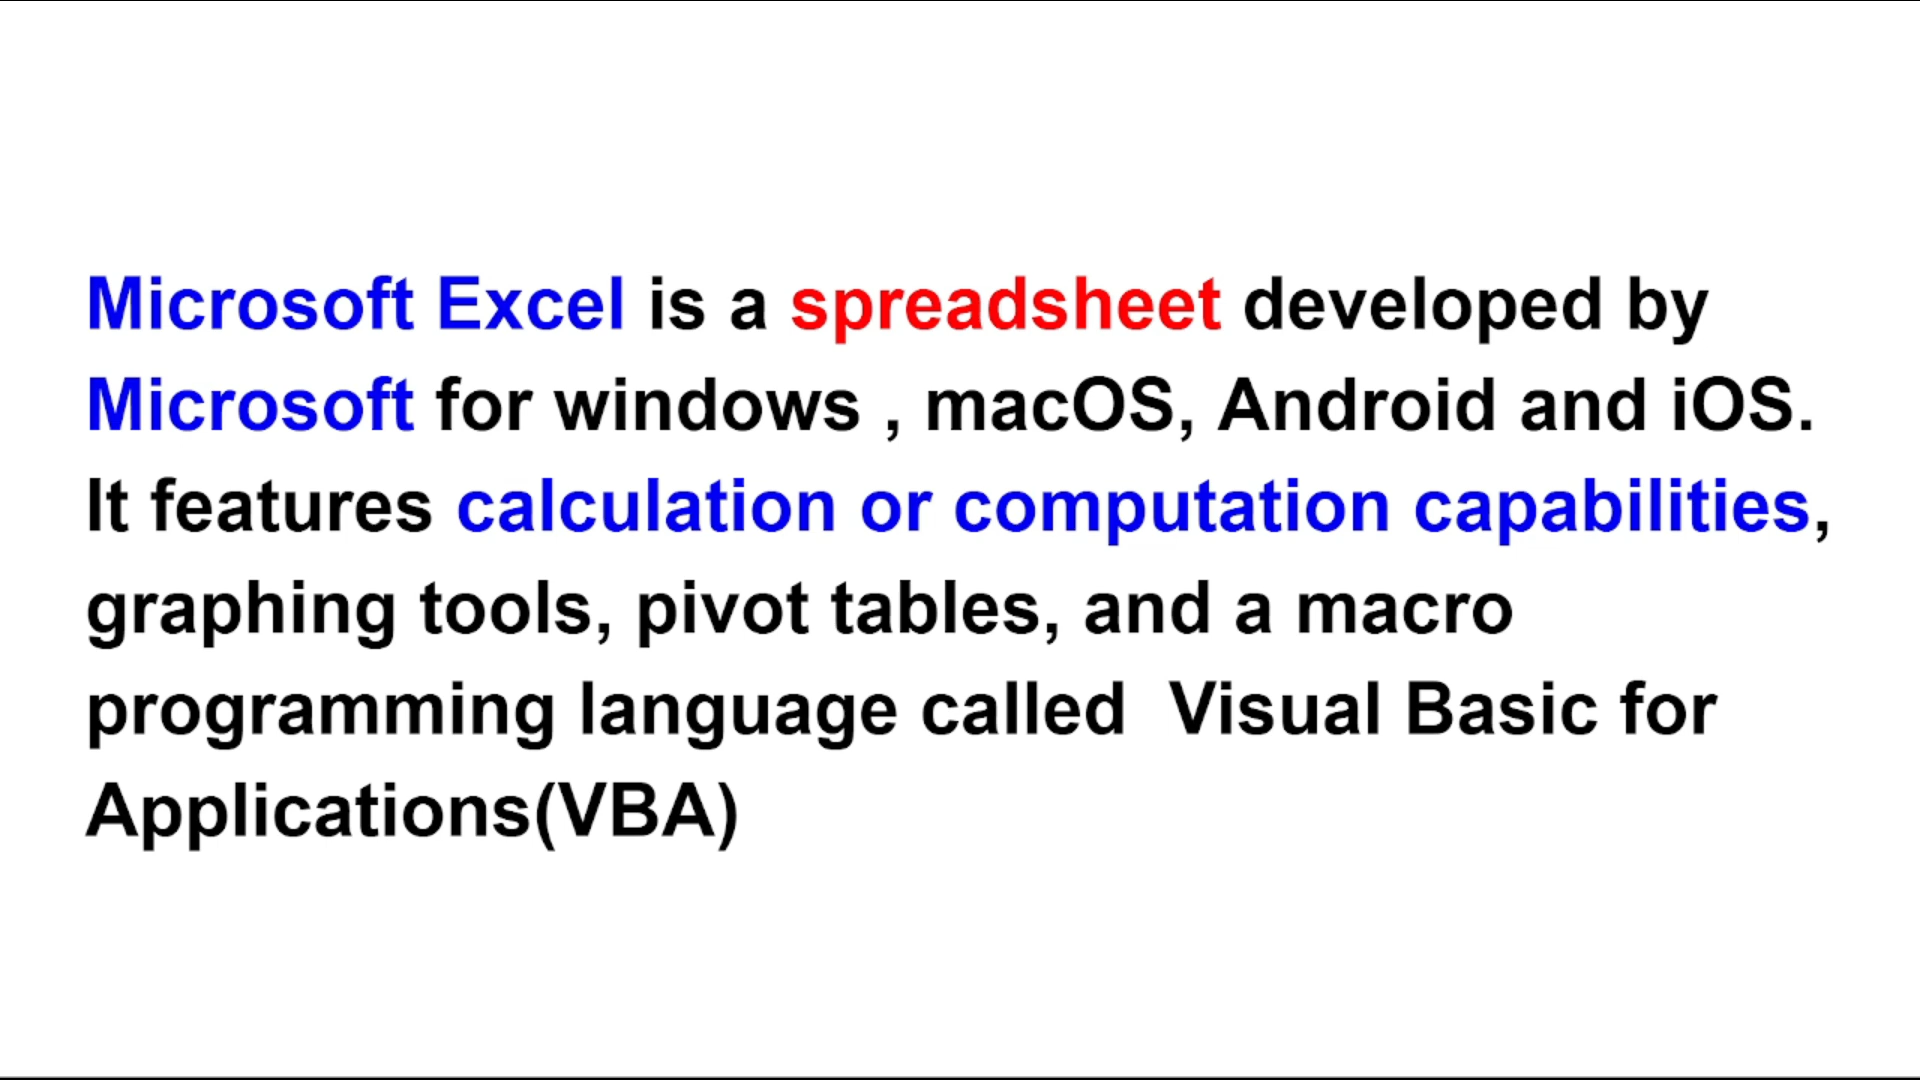 Microsoft Excel is a spreadsheet developed by
Microsoft for windows , macOS, Android and iOS.
It features calculation or computation capabilities,
graphing tools, pivot tables, and a macro
programming language called  Visual Basic for
Applications(VBA)